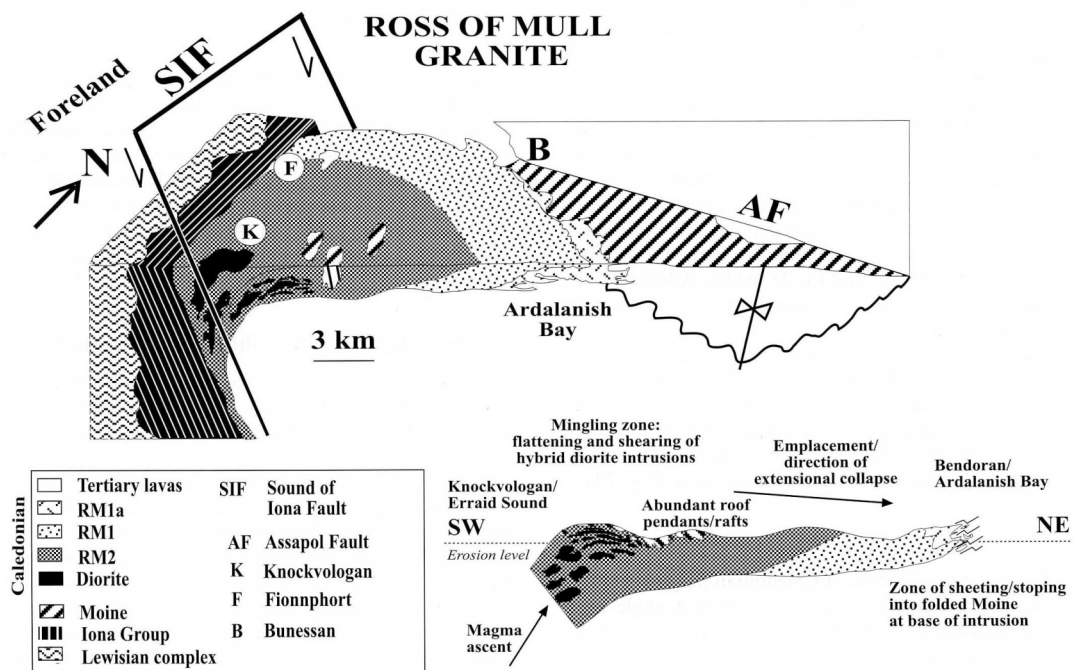 ROSS OF MULL
GRANITE
Foreland
SIF
N
F
K
B
AF
Ardalanish
Bay
3 km
Mingling zone:
flattening and shearing of
hybrid diorite intrusions
Emplacement/
direction of
extensional collapse
Bendoran/
Ardalanish Bay
Knockvologan/
Erraid Sound
SW
Abundant roof
pendants/rafts
NE
Erosion level
Magma
ascent
Zone of sheeting/stoping
into folded Moine
at base of intrusion
Caledonian
Tertiary lavas
RM1a
RM1
RM2
Diorite
Moine
Iona Group
Lewisian complex
SIF Sound of
Iona Fault
AF Assapol Fault
K Knockvologan
F Fionnphort
B Bunessan